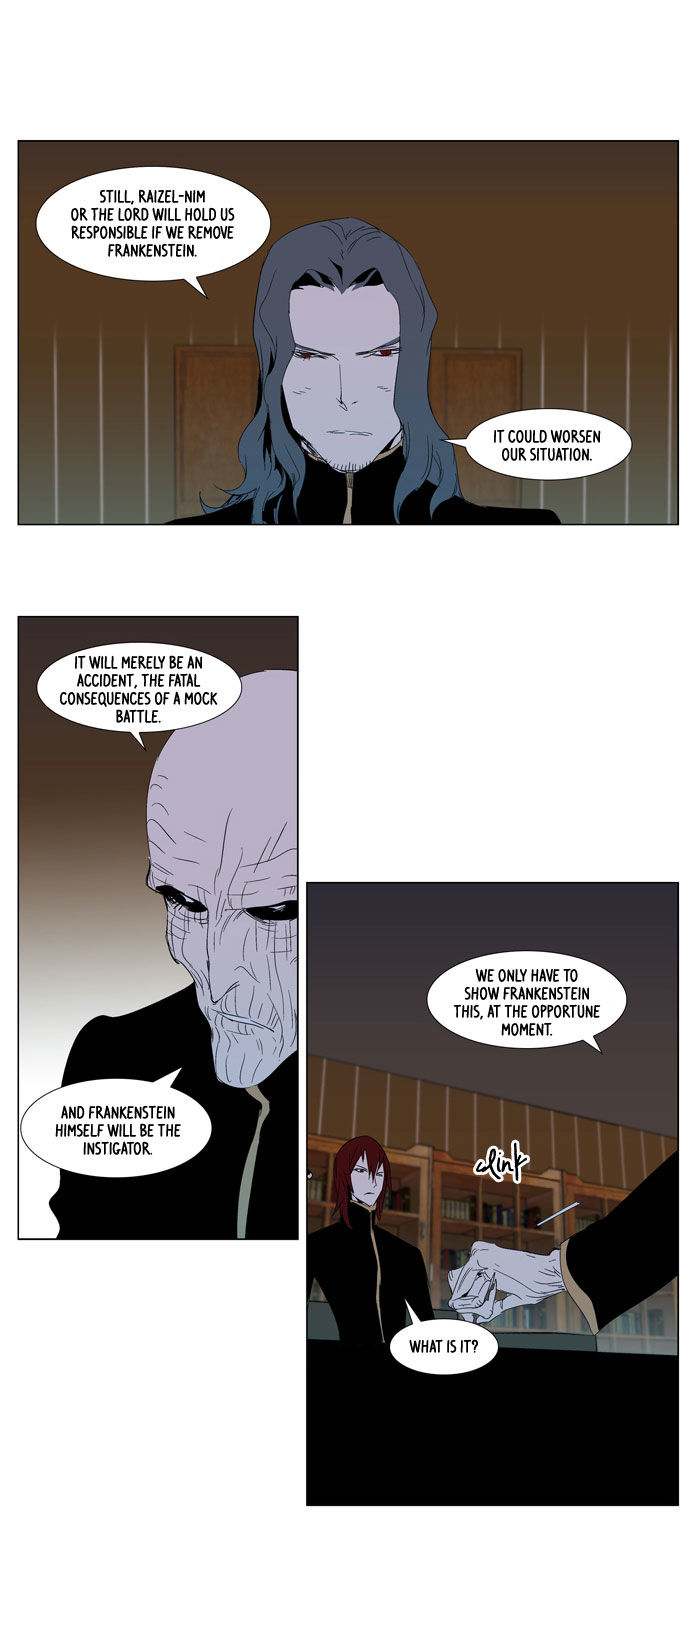 STILL, RAIZEL-NIM
OR THE LORD WILL HOLD US
RESPONSIBLE IF WE REMOVE
FRANKENSTEIN.
IT COULD WORSEN
OUR SITUATION.
IT WILL MERELY BE AN
ACCIDENT, THE FATAL
CONSEQUENCES OF A MOCK
BATTLE.
AND FRANKENSTEIN
HIMSELF WILL BE THE
INSTIGATOR.
WE ONLY HAVE TO
SHOW FRANKENSTEIN
THIS, AT THE OPPORTUNE
MOMENT.
clink
WHAT IS IT?